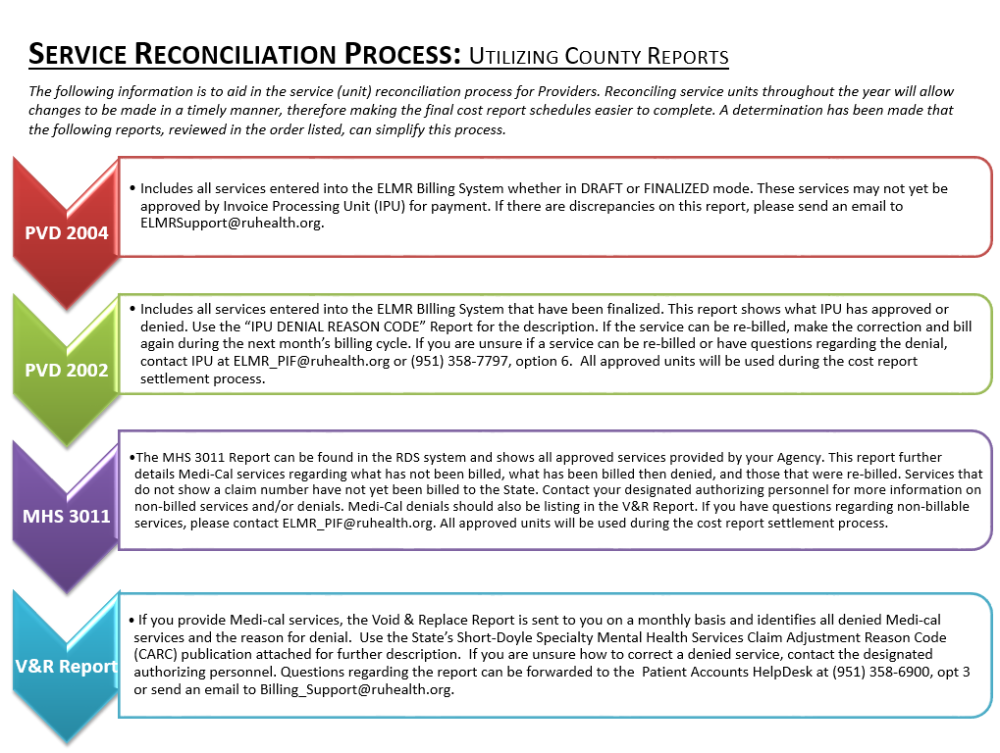 SERVICE RECONCILIATION PROCESS: UTILIZING COUNTY REPORTS
The following information is to aid in the service (unit) reconciliation process for Providers. Reconciling service units throughout the year will allow
changes to be made in a timely manner, therefore making the final cost report schedules easier to complete. A determination has been made that
the following reports, reviewed in the order listed, can simplify this process.
PVD 2004
• Includes all services entered into the ELMR Billing System whether in DRAFT or FINALIZED mode. These services may not yet be
approved by Invoice Processing Unit (IPU) for payment. If there are discrepancies on this report, please send an email to
ELMRSupport@ruhealth.org.
PVD 2002
• Includes all services entered into the ELMR BIlling System that have been finalized. This report shows what IPU has approved or
denied. Use the “IPU DENIAL REASON CODE” Report for the description. If the service can be re-billed, make the correction and bill
again during the next month’s billing cycle. If you are unsure if a service can be re-billed or have questions regarding the denial,
contact IPU at ELMR_PIF@ruhealth.org or (951) 358-7797, option 6.  All approved units will be used during the cost report
settlement process.
MHS 3011
•The MHS 3011 Report can be found in the RDS system and shows all approved services provided by your Agency. This report further
details Medi-Cal services regarding what has not been billed, what has been billed then denied, and those that were re-billed. Services that
do not show a claim number have not yet been billed to the State. Contact your designated authorizing personnel for more information on
non-billed services and/or denials. Medi-Cal denials should also be listing in the V&R Report. If you have questions regarding non-billable
services, please contact ELMR_PIF@ruhealth.org. All approved units will be used during the cost report settlement process.
V&R Report
• If you provide Medi-cal services, the Void & Replace Report is sent to you on a monthly basis and identifies all denied Medi-cal
services and the reason for denial.  Use the State’s Short-Doyle Specialty Mental Health Services Claim Adjustment Reason Code
(CARC) publication attached for further description.  If you are unsure how to correct a denied service, contact the designated
authorizing personnel. Questions regarding the report can be forwarded to the  Patient Accounts HelpDesk at (951) 358-6900, opt 3
or send an email to Billing_Support@ruhealth.org.